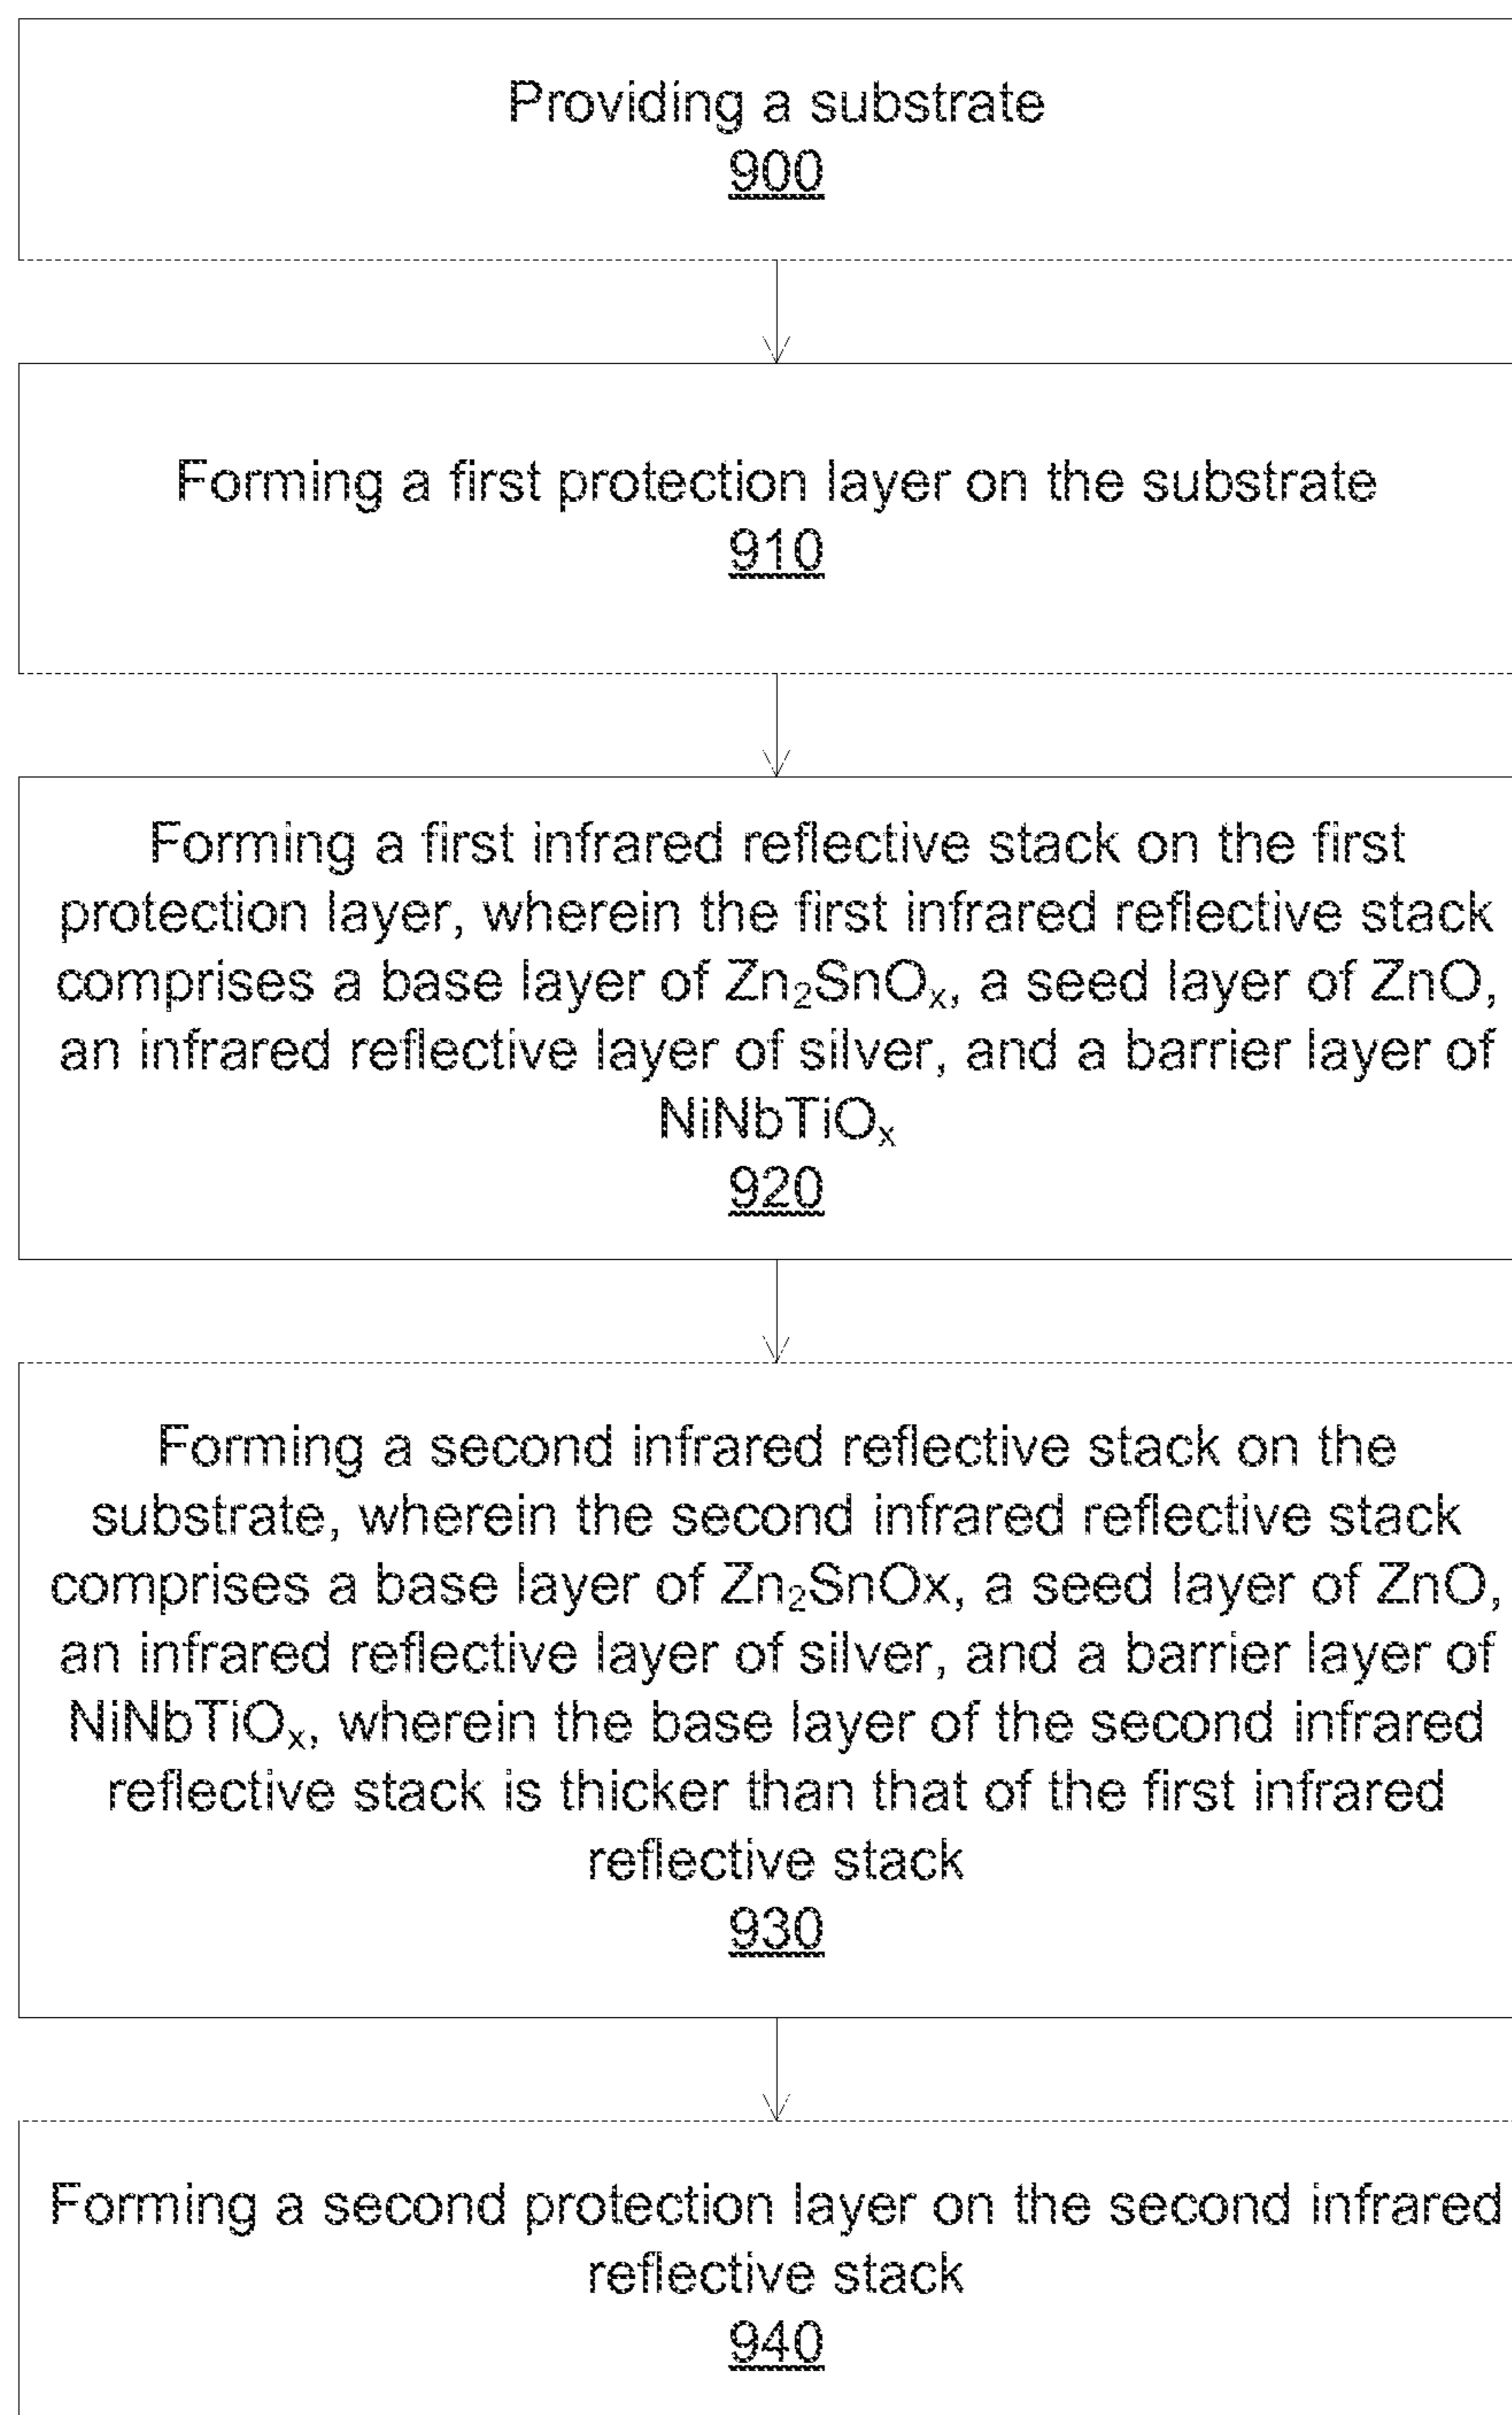 Providing a substrate
900
Forming a first protection layer on the substrate
910
Forming a first infrared reflective stack on the first
protection layer, wherein the first infrared reflective stack
comprises a base layer of Zn₂SnOₓ, a seed layer of ZnO,
an infrared reflective layer of silver, and a barrier layer of
NiNbTiOₓ
920
Forming a second infrared reflective stack on the
substrate, wherein the second infrared reflective stack
comprises a base layer of Zn₂SnOx, a seed layer of ZnO,
an infrared reflective layer of silver, and a barrier layer of
NiNbTiOₓ, wherein the base layer of the second infrared
reflective stack is thicker than that of the first infrared
reflective stack
930
Forming a second protection layer on the second infrared
reflective stack
940